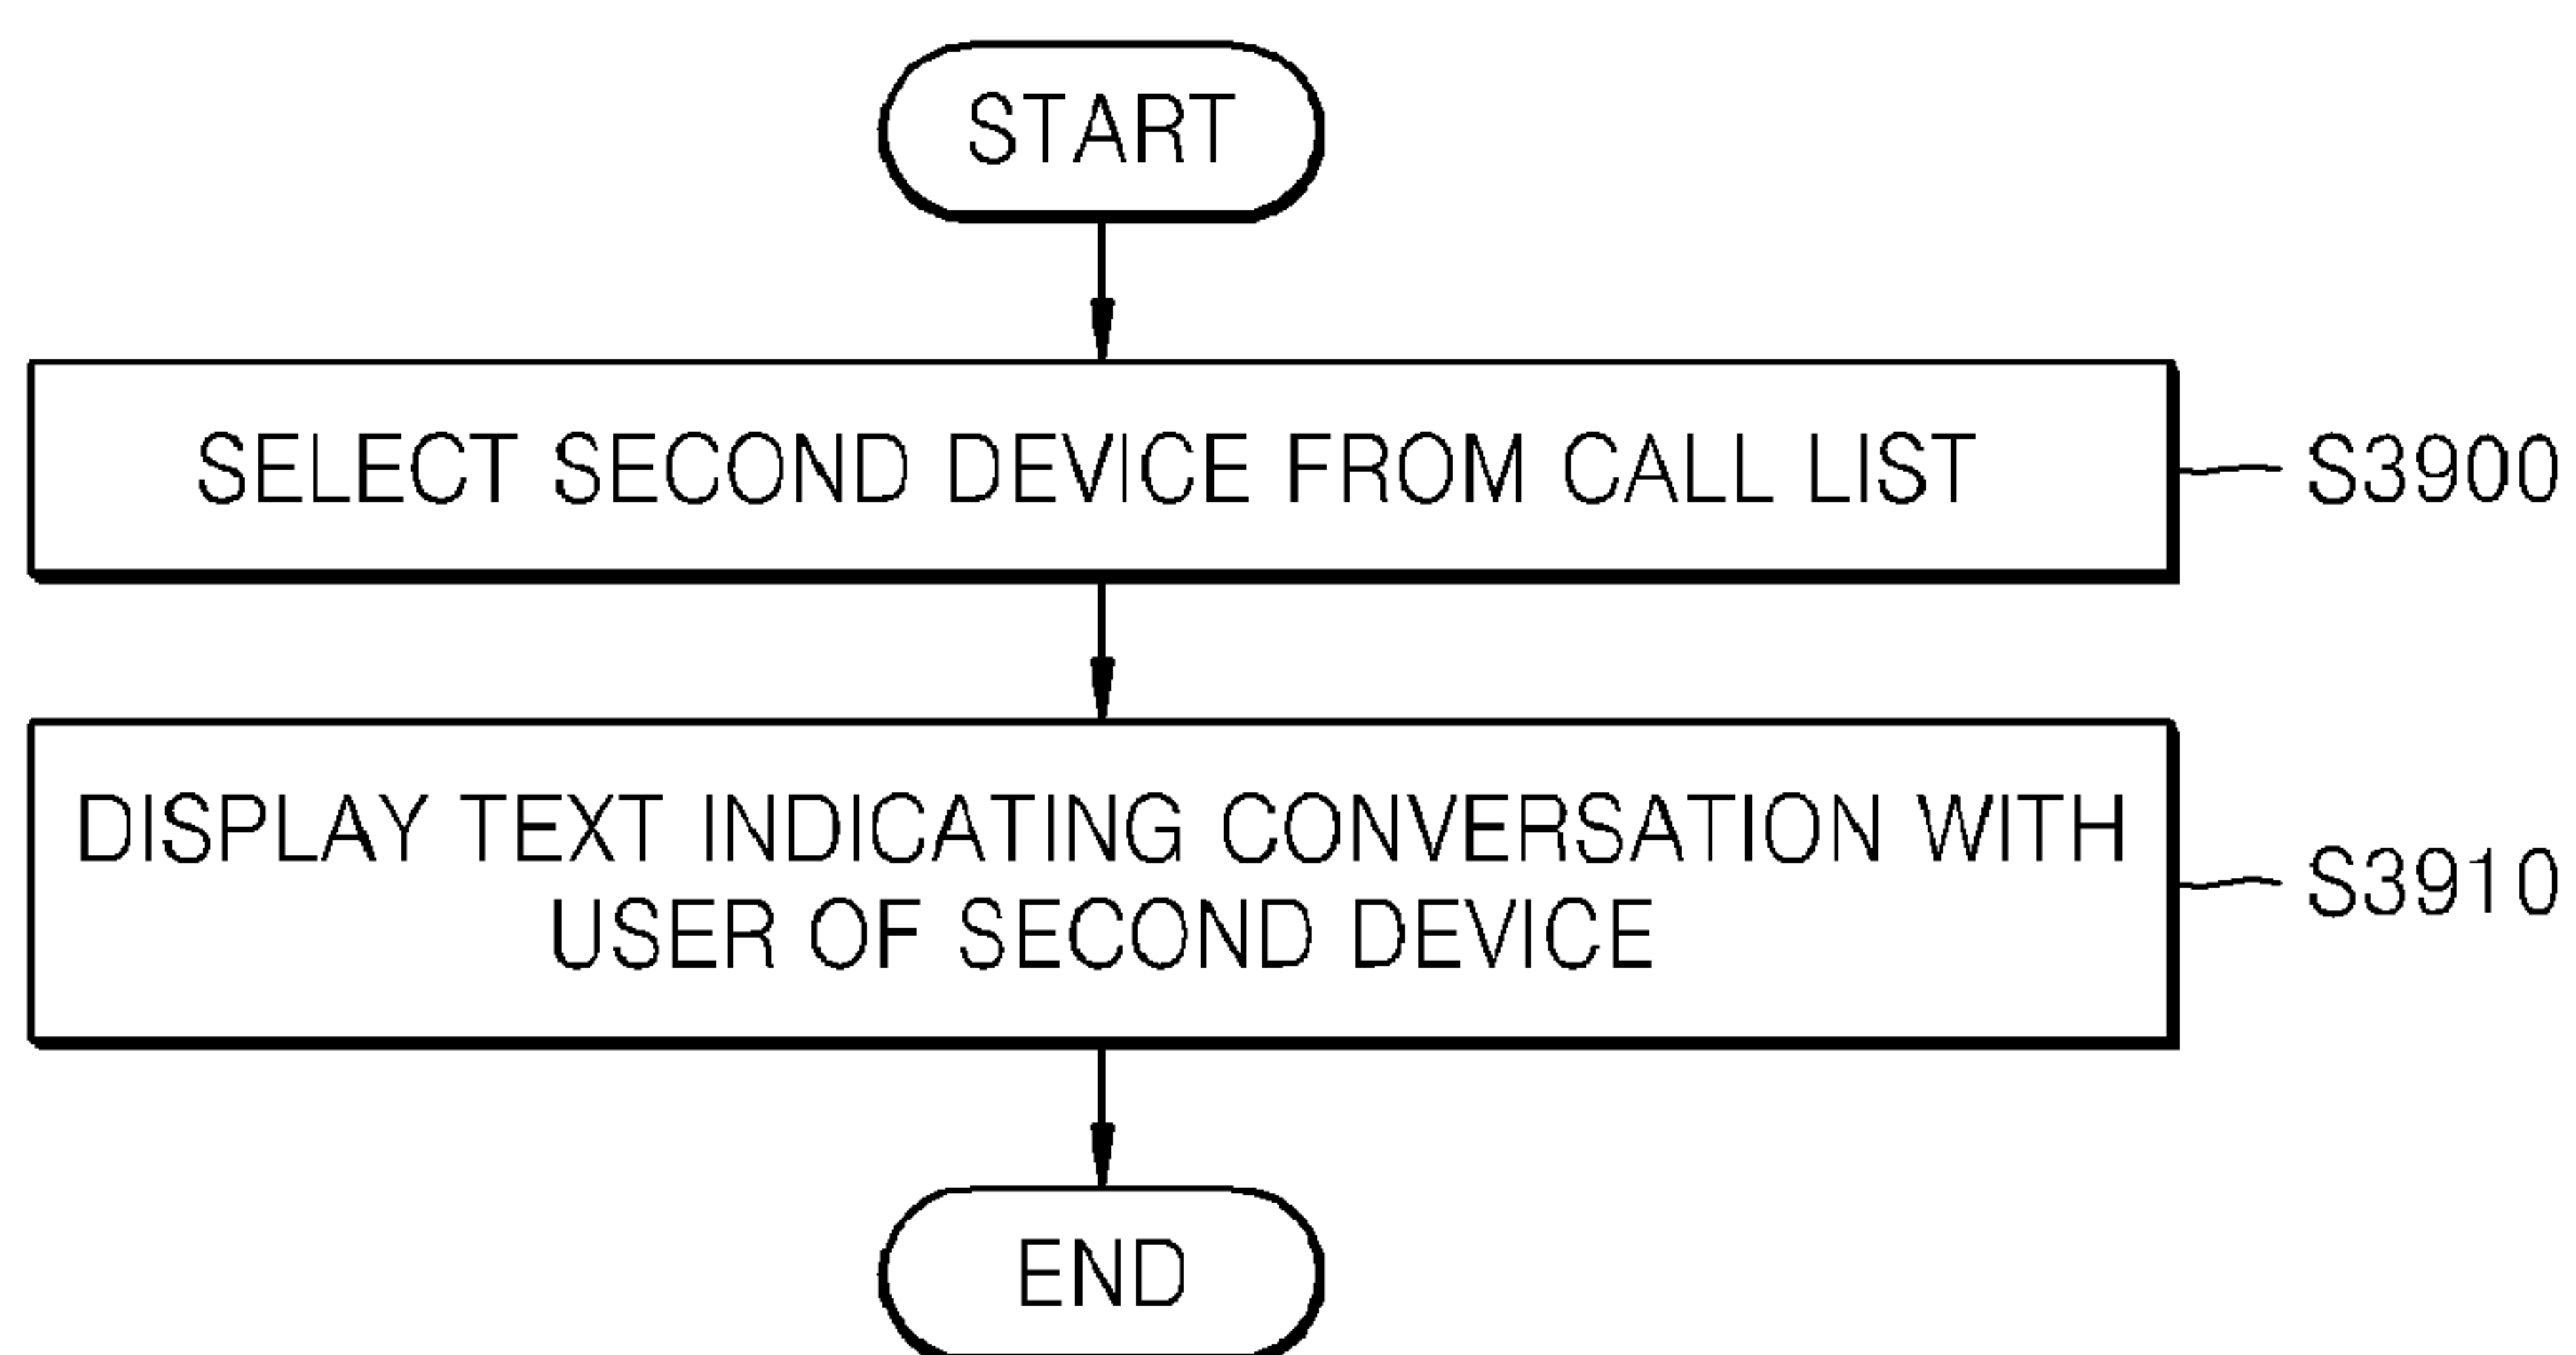 START
SELECT SECOND DEVICE FROM CALL LIST
S3900
DISPLAY TEXT INDICATING CONVERSATION WITH
USER OF SECOND DEVICE
S3910
END